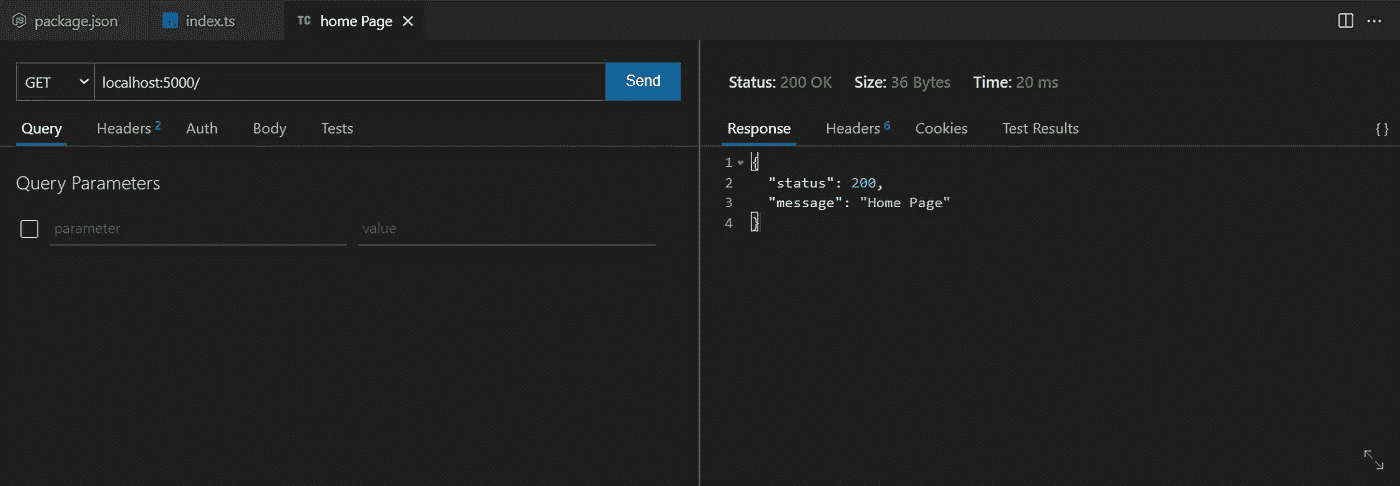 package.json index.ts TC home Page
GET localhost:5000/ Send
Query Headers 2 Auth Body Tests
Query Parameters
parameter value
Status: 200 OK Size: 36 Bytes Time: 20 ms
Response Headers 6 Cookies Test Results {}
1 {
2 "status": 200,
3 "message": "Home Page"
4 }